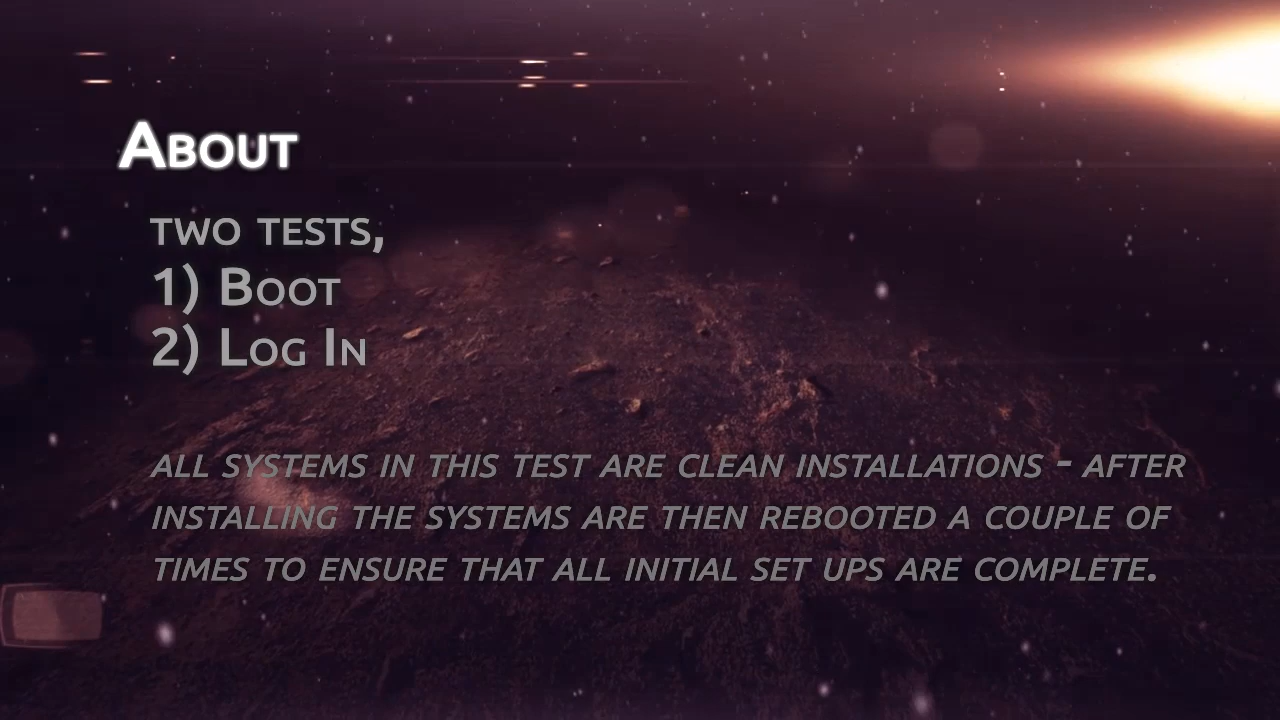 About
two tests,
1) Boot
2) Log In
all systems in this test are clean installations - after
installing the systems are then rebooted a couple of
times to ensure that all initial set ups are complete.